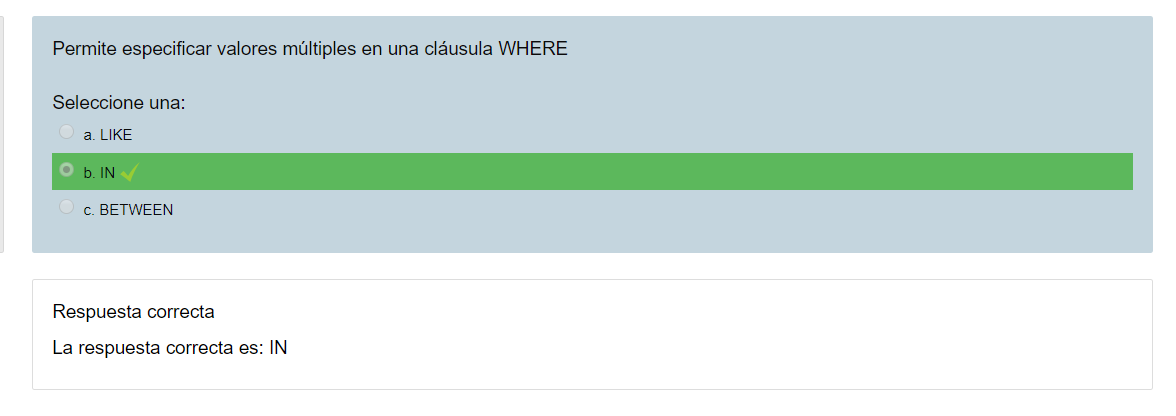 Permite especificar valores múltiples en una cláusula WHERE
Seleccione una:
a. LIKE
b. IN
c. BETWEEN
Respuesta correcta
La respuesta correcta es: IN